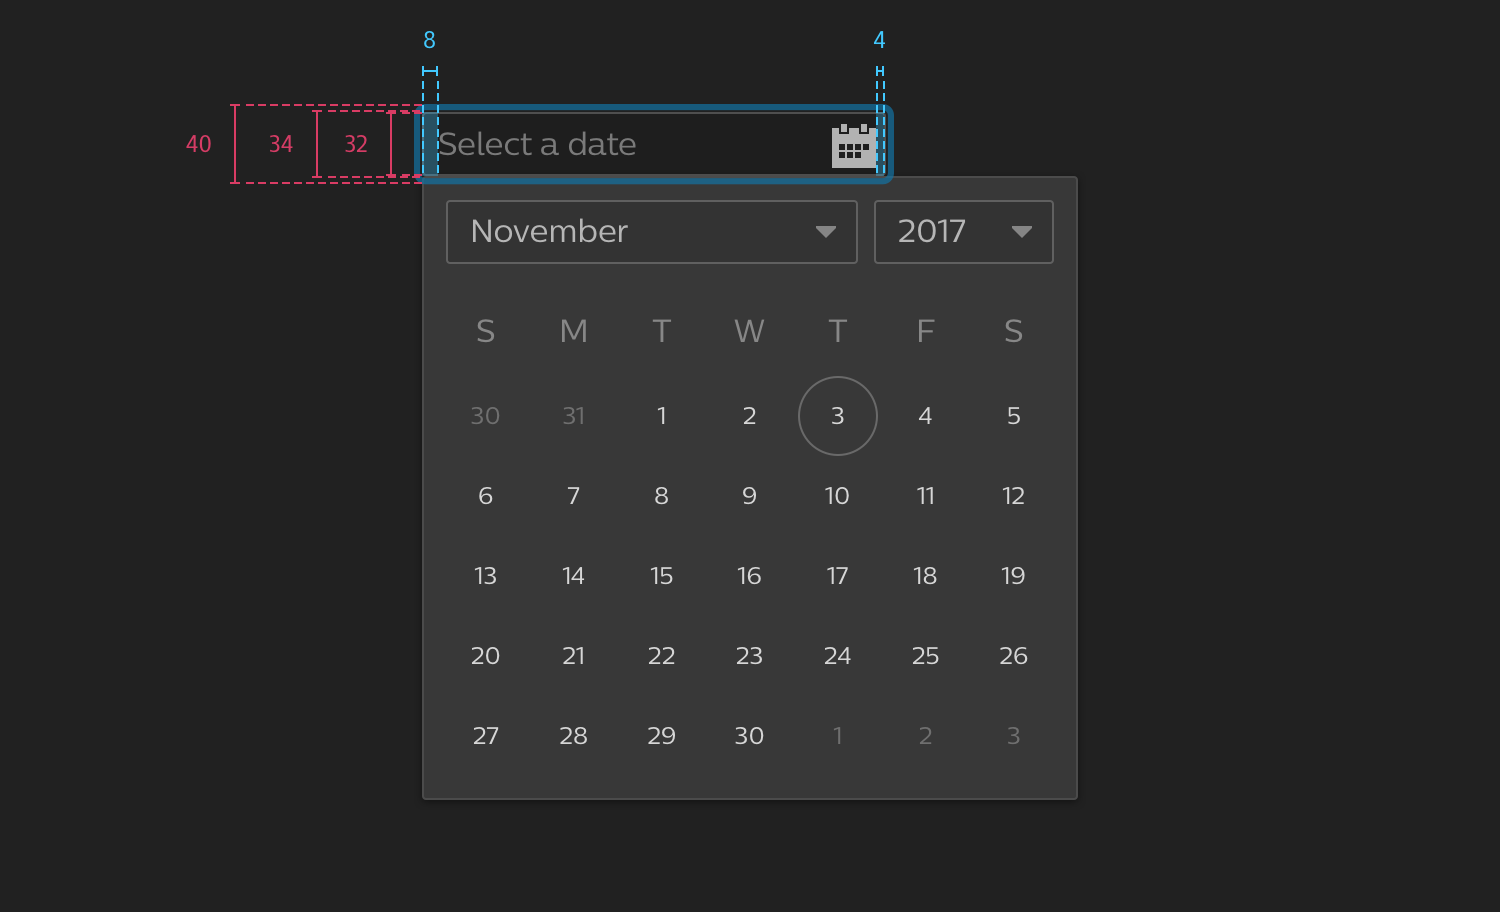 8 4
40 34 32 Select a date
November 2017
S M T W T F S
30 31 1 2 3 4 5
6 7 8 9 10 11 12
13 14 15 16 17 18 19
20 21 22 23 24 25 26
27 28 29 30 1 2 3